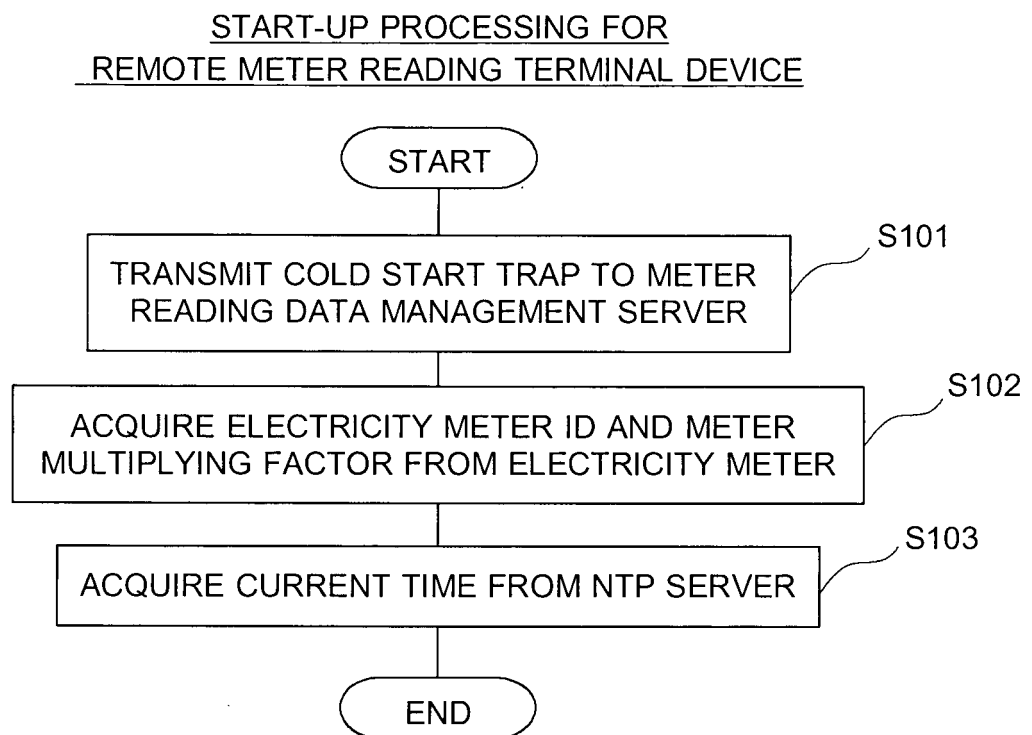 START-UP PROCESSING FOR
REMOTE METER READING TERMINAL DEVICE
START
S101
TRANSMIT COLD START TRAP TO METER
READING DATA MANAGEMENT SERVER
S102
ACQUIRE ELECTRICITY METER ID AND METER
MULTIPLYING FACTOR FROM ELECTRICITY METER
S103
ACQUIRE CURRENT TIME FROM NTP SERVER
END